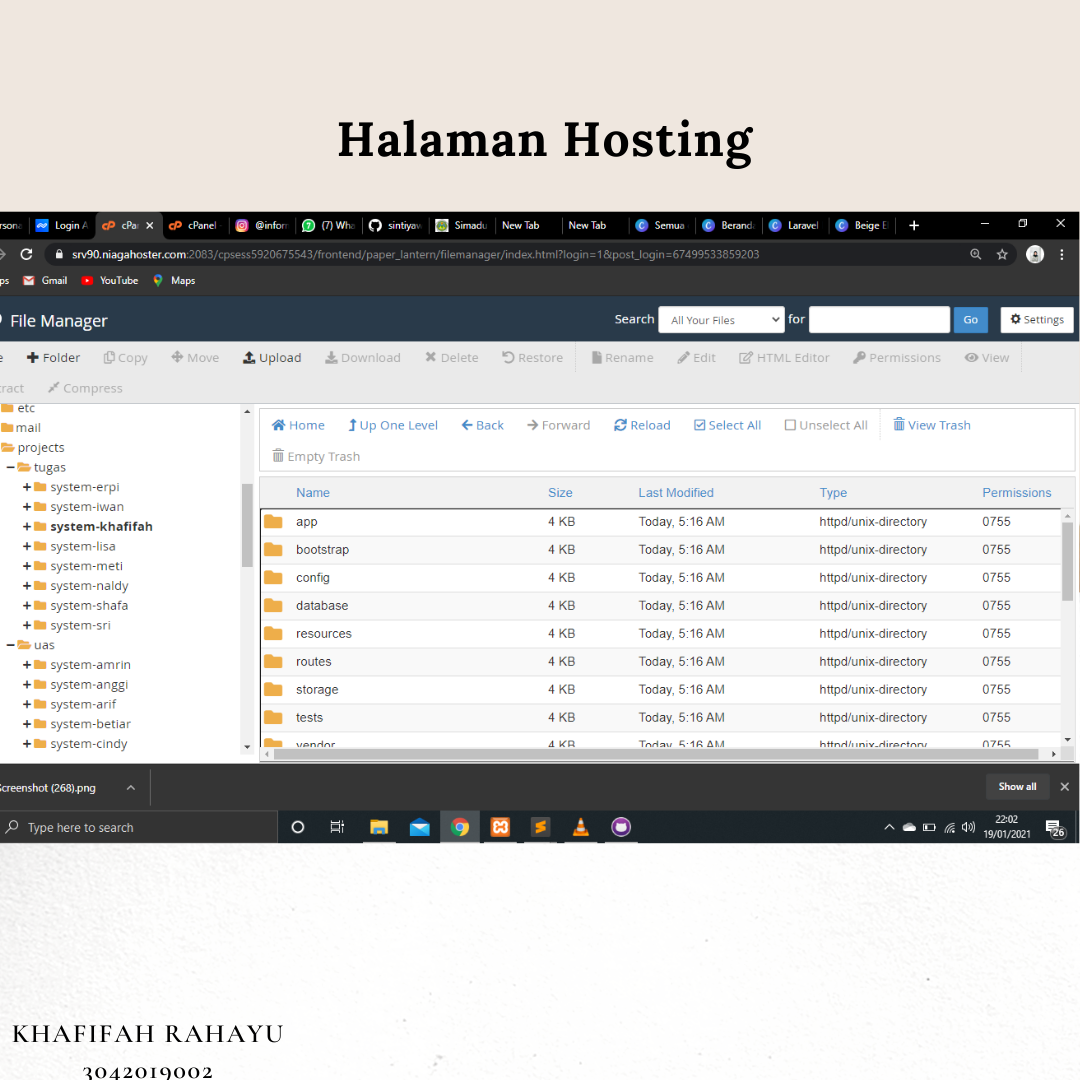 Halaman Hosting
Login A cPa cPanel @inforr (7) Wha sintiyaw Simadu New Tab New Tab Semua Berand Laravel Beige E
srv90.niagahoster.com:2083/cpsess5920675543/frontend/paper_lantern/filemanager/index.html?login=1&post_login=67499533859203
ps Gmail YouTube Maps
File Manager Search All Your Files for Go Settings
e Folder Copy Move Upload Download Delete Restore Rename Edit HTML Editor Permissions View
ract Compress
etc
mail
projects
tugas
system-erpi
system-iwan
system-khafifah
system-lisa
system-meti
system-naldy
system-shafa
system-sri
uas
system-amrin
system-anggi
system-arif
system-betiar
system-cindy
Home Up One Level Back Forward Reload Select All Unselect All View Trash
Empty Trash
Name Size Last Modified Type Permissions
app 4 KB Today, 5:16 AM httpd/unix-directory 0755
bootstrap 4 KB Today, 5:16 AM httpd/unix-directory 0755
config 4 KB Today, 5:16 AM httpd/unix-directory 0755
database 4 KB Today, 5:16 AM httpd/unix-directory 0755
resources 4 KB Today, 5:16 AM httpd/unix-directory 0755
routes 4 KB Today, 5:16 AM httpd/unix-directory 0755
storage 4 KB Today, 5:16 AM httpd/unix-directory 0755
tests 4 KB Today, 5:16 AM httpd/unix-directory 0755
vendor 4 KB Today, 5:16 AM httpd/unix-directory 0755
Screenshot (268).png Show all
Type here to search 22:02
19/01/2021 26
KHAFIFAH RAHAYU
3042019002